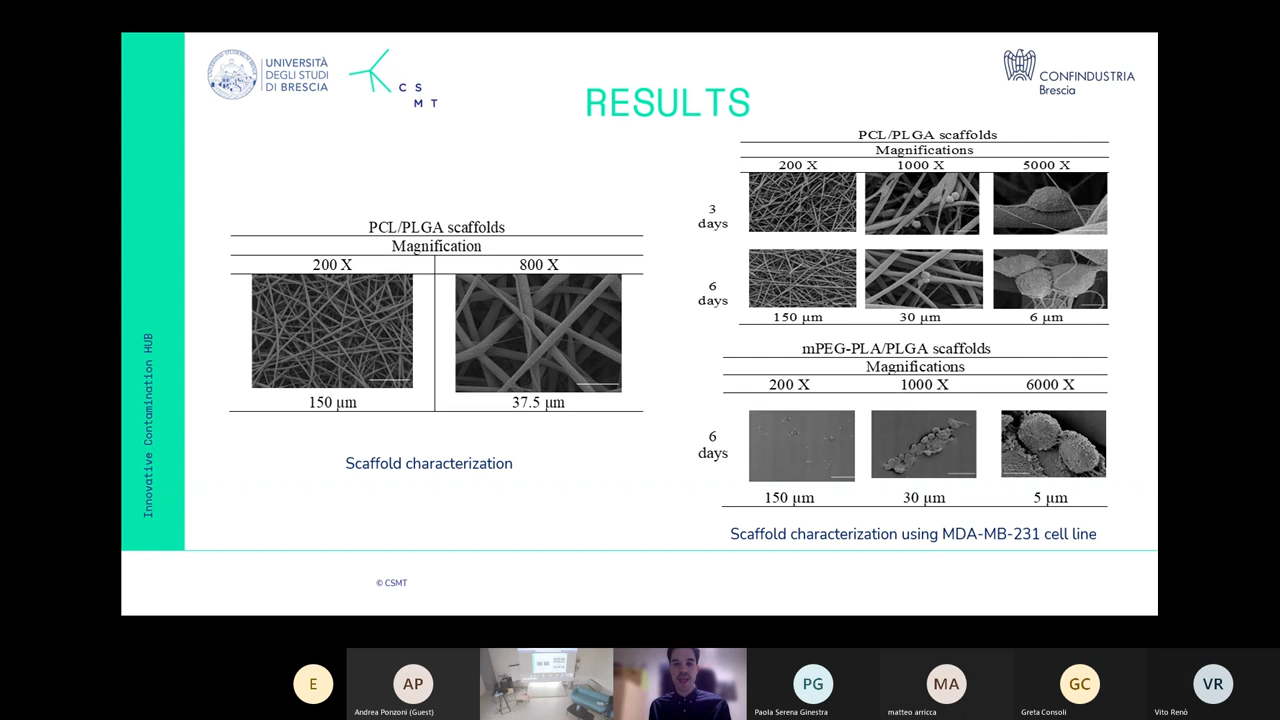 UNIVERSITÀ
DEGLI STUDI
DI BRESCIA
C S
M T
CONFINDUSTRIA
Brescia
RESULTS
Innovative Contamination HUB
PCL/PLGA scaffolds
Magnification
200 X 800 X
150 µm 37.5 µm
Scaffold characterization
PCL/PLGA scaffolds
Magnifications
200 X 1000 X 5000 X
3
days
6
days
150 µm 30 µm 6 µm
mPEG-PLA/PLGA scaffolds
Magnifications
200 X 1000 X 6000 X
6
days
150 µm 30 µm 5 µm
Scaffold characterization using MDA-MB-231 cell line
© CSMT
E
AP
Andrea Ponzoni (Guest)
PG
Paola Serena Ginestra
MA
matteo arricca
GC
Greta Consoli
VR
Vito Renò